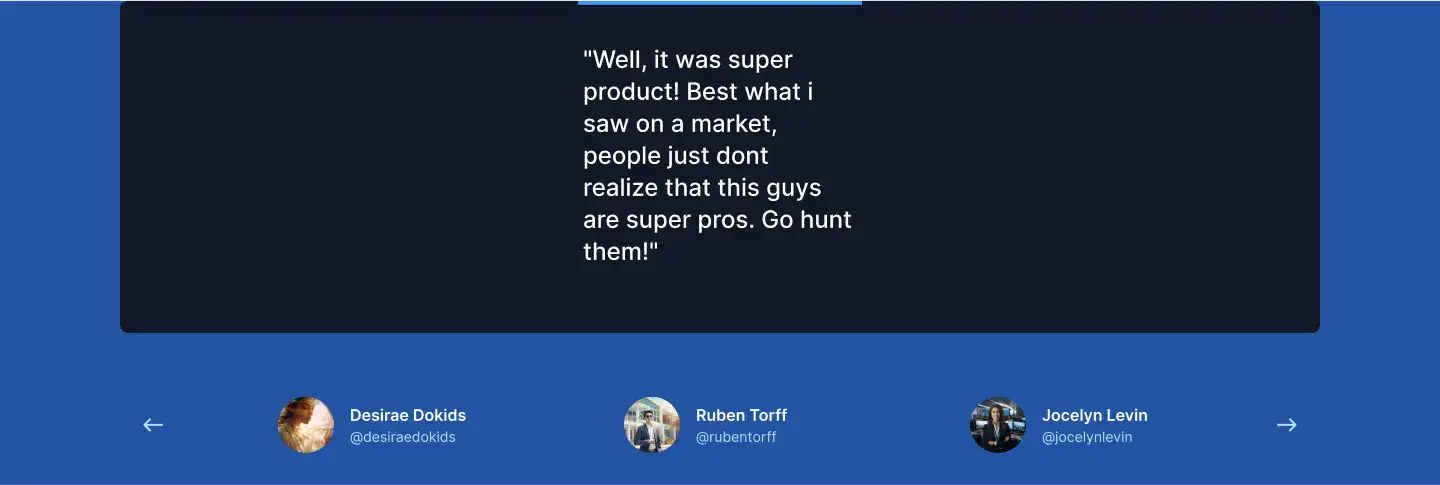 "Well, it was super
product! Best what i
saw on a market,
people just dont
realize that this guys
are super pros. Go hunt
them!"
Desirae Dokids
@desiraedokids
Ruben Torff
@rubentorff
Jocelyn Levin
@jocelynlevin